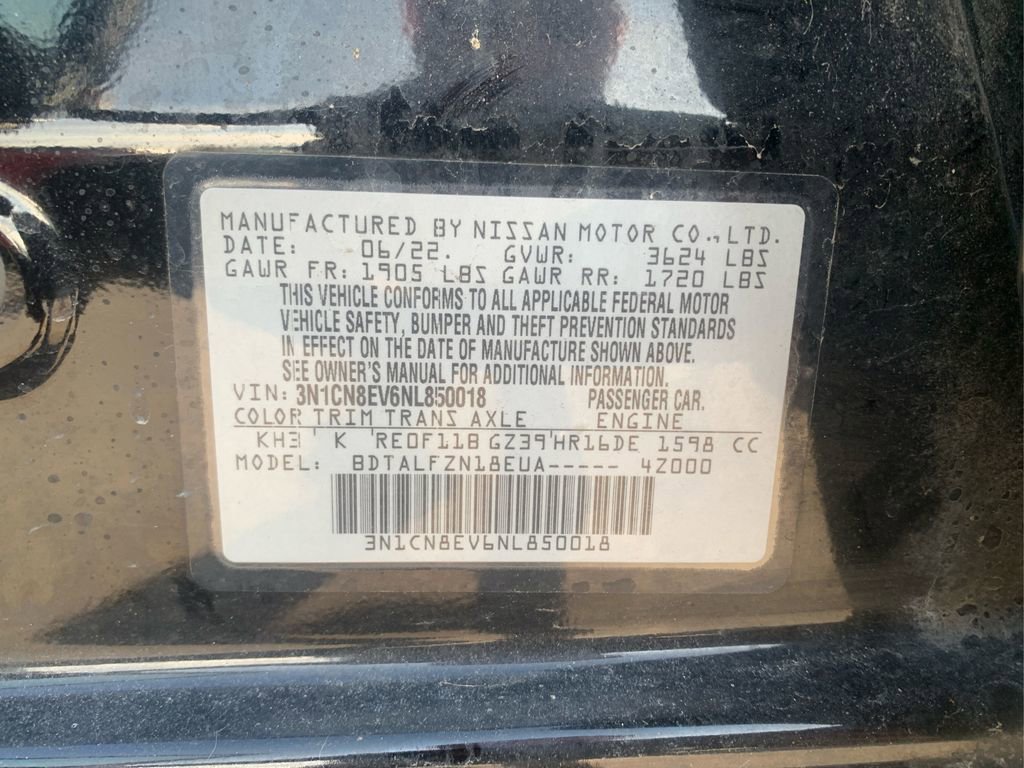 MANUFACTURED BY NISSAN MOTOR CO., LTD.
DATE: 06/22. GVWR: 3624 LBS
GAWR FR: 1905 LBS GAWR RR: 1720 LBS
THIS VEHICLE CONFORMS TO ALL APPLICABLE FEDERAL MOTOR
VEHICLE SAFETY, BUMPER AND THEFT PREVENTION STANDARDS
IN EFFECT ON THE DATE OF MANUFACTURE SHOWN ABOVE.
SEE OWNER'S MANUAL FOR ADDITIONAL INFORMATION.
VIN: 3N1CN8EV6NL850018 PASSENGER CAR.
COLOR TRIM TRANS AXLE ENGINE
KH3 K RE0F11B GZ39 HR16DE 1598 CC
MODEL: BDTALFZN18EUA----- 4Z000
3N1CN8EV6NL850018